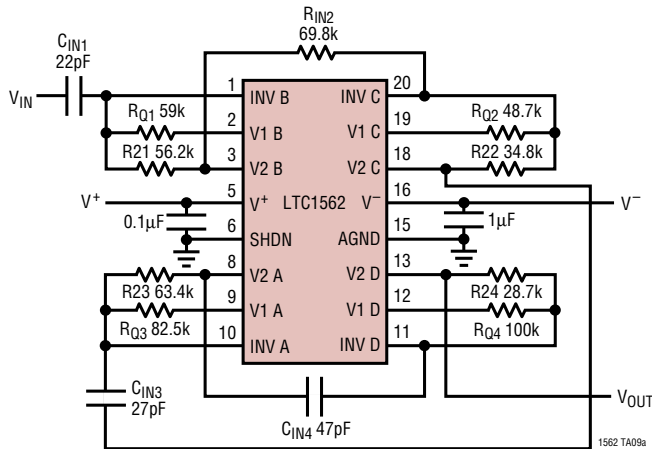 RIN2
69.8k
CIN1
22pF
VIN
1 INV B INV C 20
RQ1 59k 2 V1 B V1 C 19 RQ2 48.7k
R21 56.2k 3 V2 B V2 C 18 R22 34.8k
V+ 5 V+ LTC1562 V− 16 V−
0.1µF 6 SHDN AGND 15 1µF
8 V2 A V2 D 13
R23 63.4k 9 V1 A V1 D 12 R24 28.7k
RQ3 82.5k 10 INV A INV D 11 RQ4 100k
CIN3
27pF
CIN4 47pF
VOUT
1562 TA09a